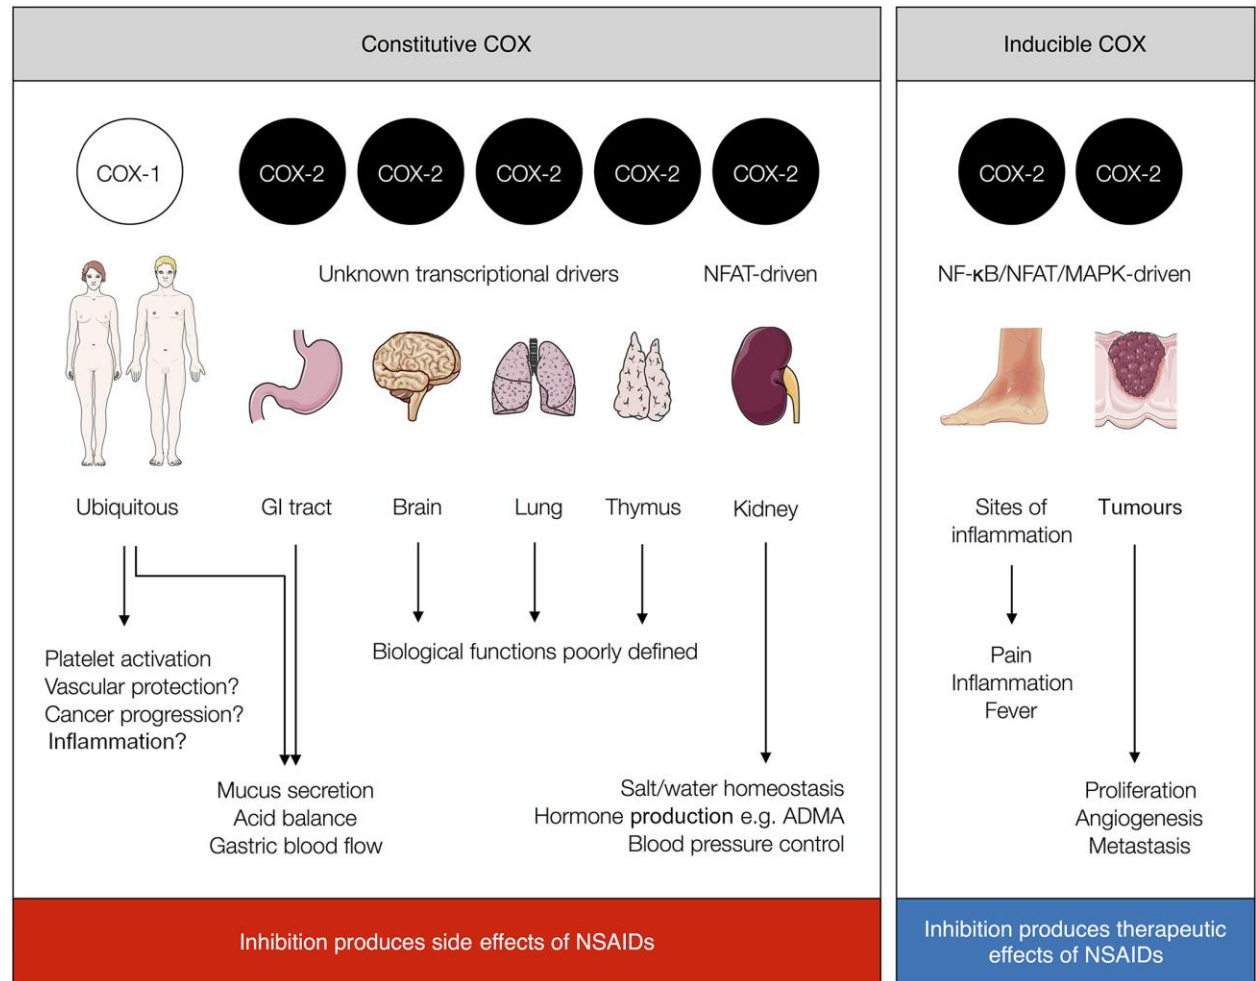 Constitutive COX
Inducible COX
COX-1
COX-2
COX-2
COX-2
COX-2
COX-2
COX-2
COX-2
Unknown transcriptional drivers
NFAT-driven
NF-κB/NFAT/MAPK-driven
Ubiquitous
GI tract
Brain
Lung
Thymus
Kidney
Sites of
inflammation
Tumours
Platelet activation
Vascular protection?
Cancer progression?
Inflammation?
Biological functions poorly defined
Pain
Inflammation
Fever
Mucus secretion
Acid balance
Gastric blood flow
Salt/water homeostasis
Hormone production e.g. ADMA
Blood pressure control
Proliferation
Angiogenesis
Metastasis
Inhibition produces side effects of NSAIDs
Inhibition produces therapeutic
effects of NSAIDs